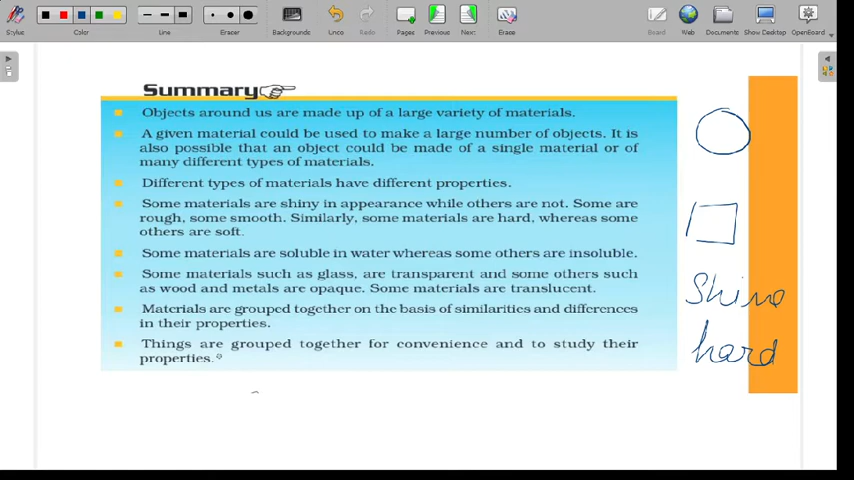 Stylus
Color
Line
Eraser
Backgrounds
Undo
Redo
Pages
Previous
Next
Erase
Board
Web
Documents
Show Desktop
OpenBoard
Summary
Objects around us are made up of a large variety of materials.
A given material could be used to make a large number of objects. It is
also possible that an object could be made of a single material or of
many different types of materials.
Different types of materials have different properties.
Some materials are shiny in appearance while others are not. Some are
rough, some smooth. Similarly, some materials are hard, whereas some
others are soft.
Some materials are soluble in water whereas some others are insoluble.
Some materials such as glass, are transparent and some others such
as wood and metals are opaque. Some materials are translucent.
Materials are grouped together on the basis of similarities and differences
in their properties.
Things are grouped together for convenience and to study their
properties.
Shine
hard